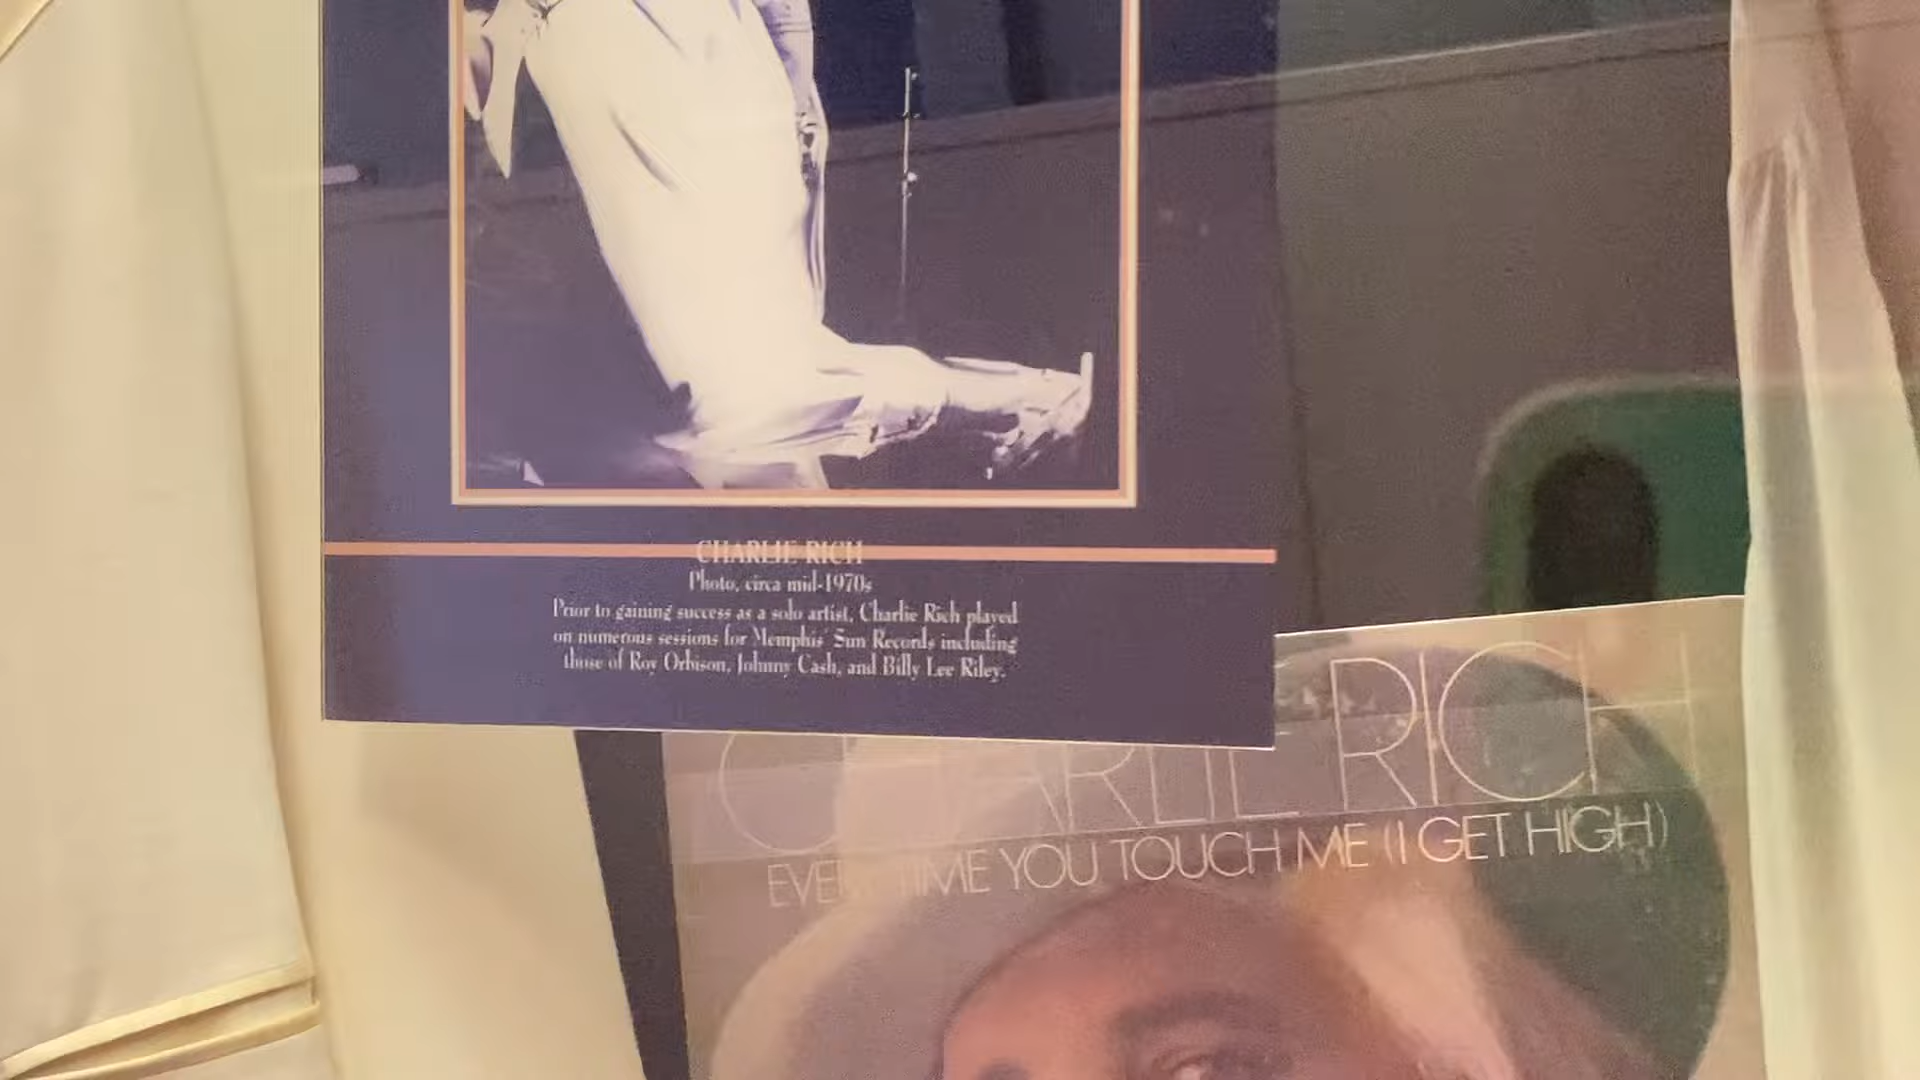 CHARLIE RICH
Photo, circa mid-1970s
Prior to gaining success as a solo artist, Charlie Rich played
on numerous sessions for Memphis' Sun Records including
those of Roy Orbison, Johnny Cash, and Billy Lee Riley.
CHARLIE RICH
EVERY TIME YOU TOUCH ME (I GET HIGH)